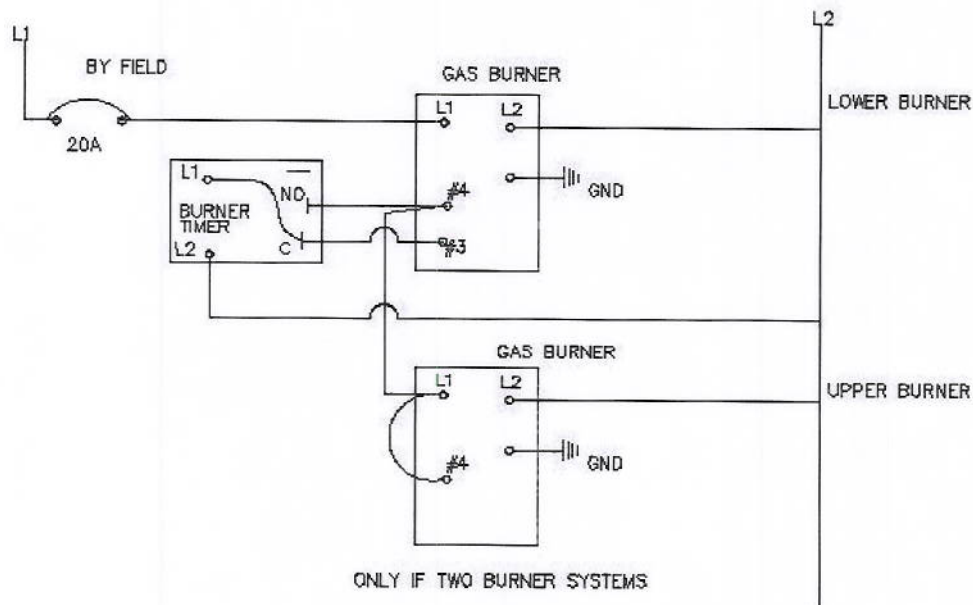 L1
L2
BY FIELD
20A
GAS BURNER
L1
L2
LOWER BURNER
GND
#4
#3
L1
NO
BURNER
TIMER
C
L2
GAS BURNER
L1
L2
UPPER BURNER
GND
#4
ONLY IF TWO BURNER SYSTEMS